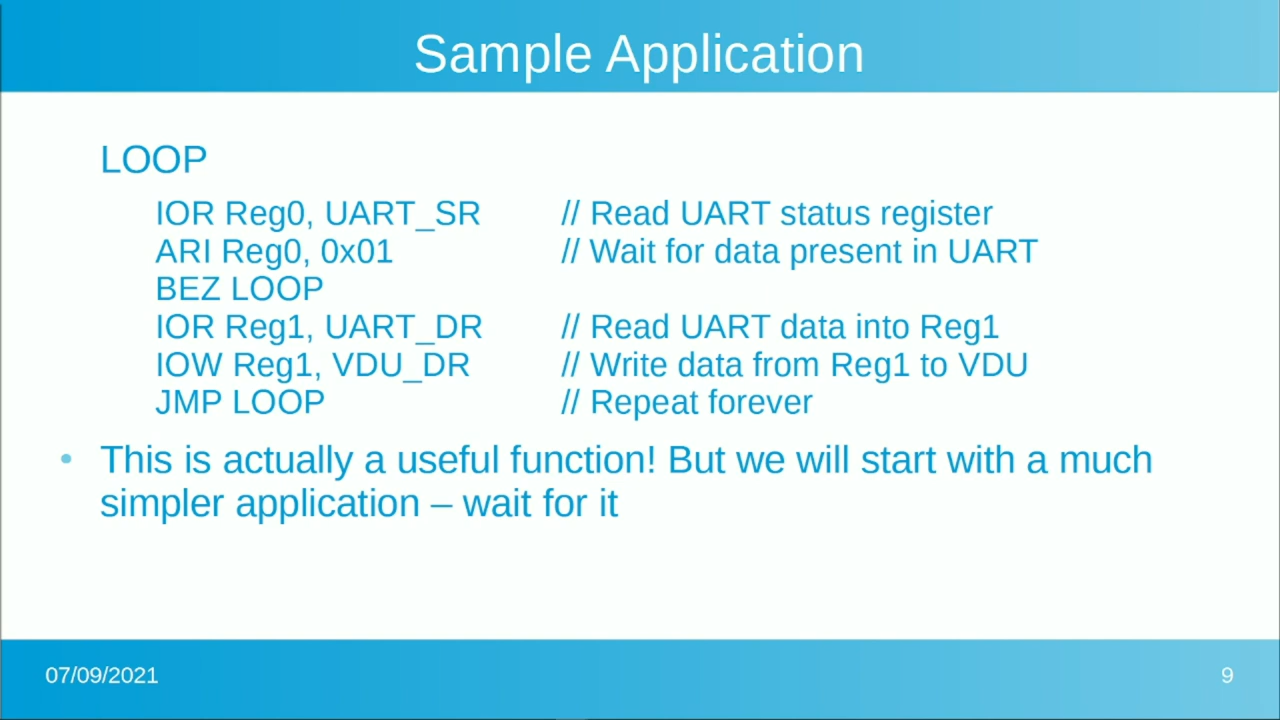 Sample Application
LOOP
IOR Reg0, UART_SR // Read UART status register
ARI Reg0, 0x01 // Wait for data present in UART
BEZ LOOP
IOR Reg1, UART_DR // Read UART data into Reg1
IOW Reg1, VDU_DR // Write data from Reg1 to VDU
JMP LOOP // Repeat forever
• This is actually a useful function! But we will start with a much
simpler application – wait for it
07/09/2021 9